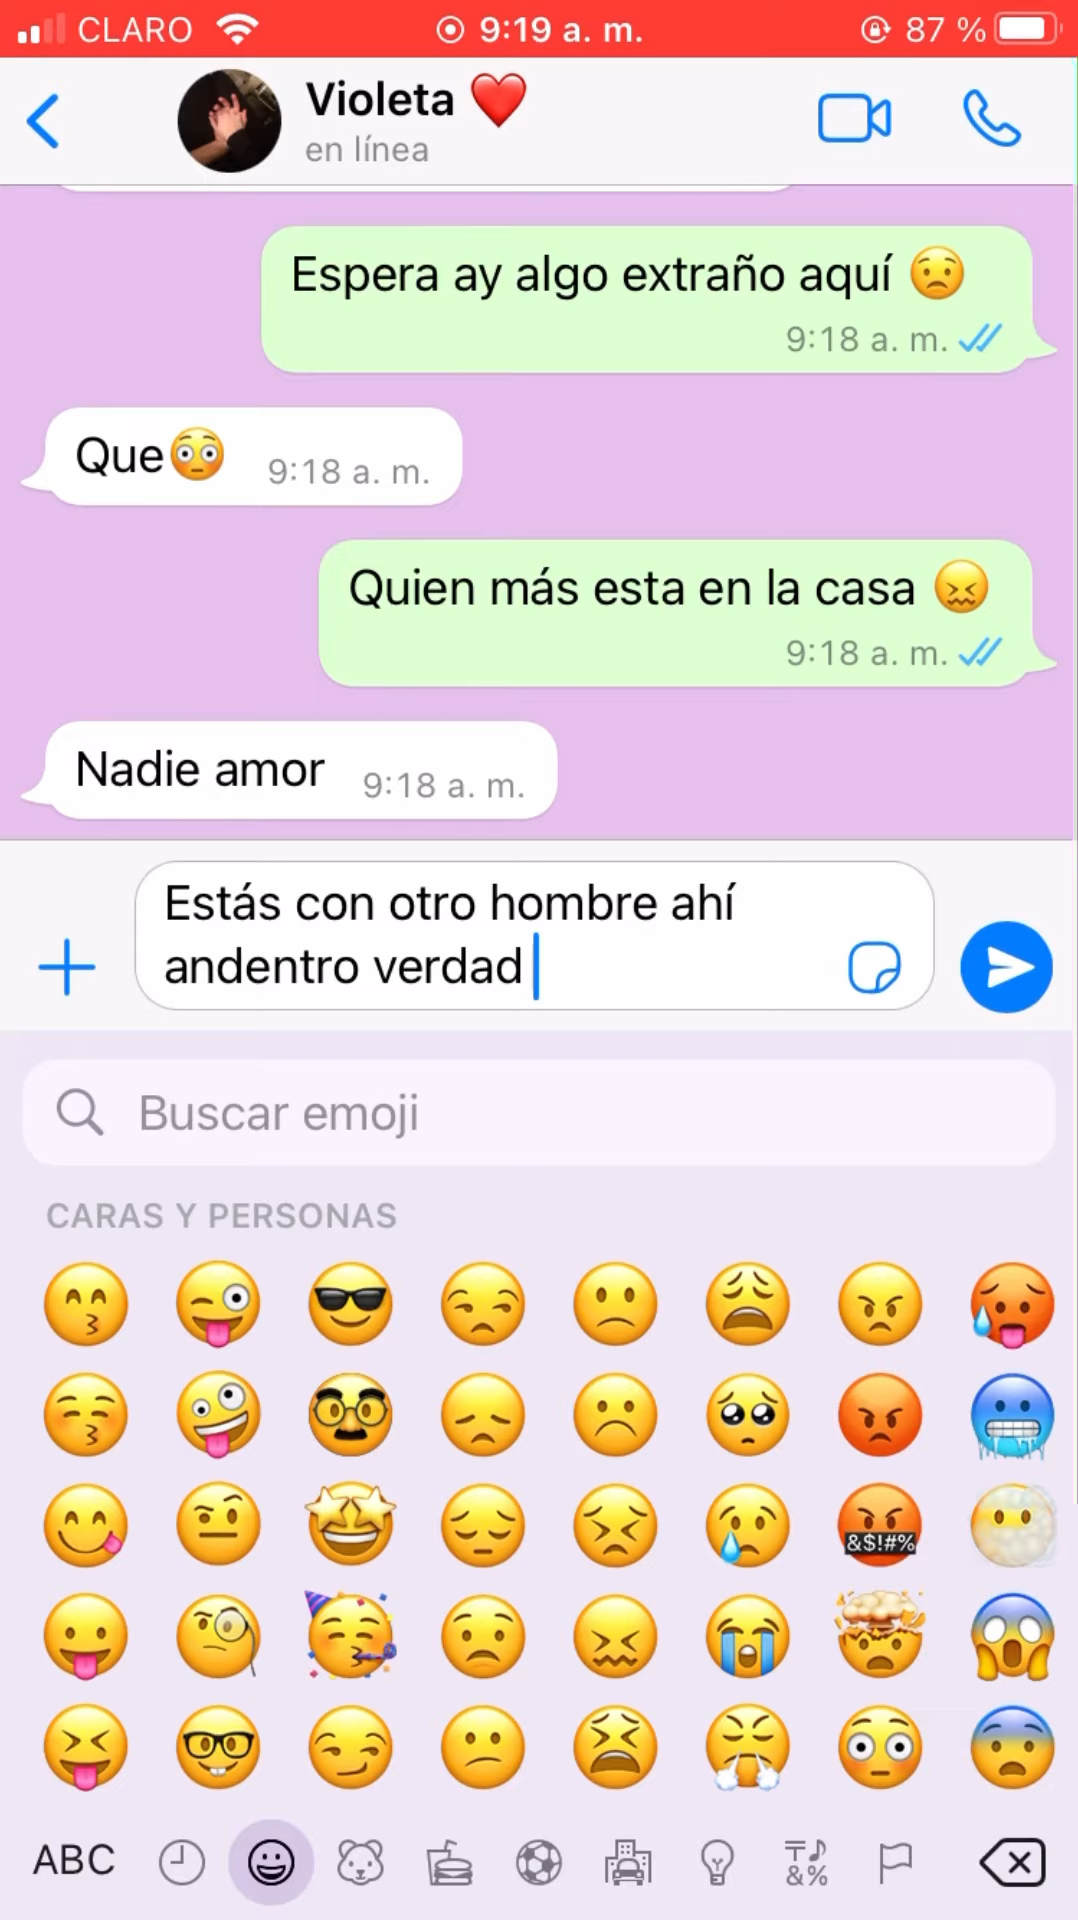 CLARO 9:19 a. m. 87 %
Violeta ❤️
en línea
Espera ay algo extraño aquí 😟
9:18 a. m.
Que😳 9:18 a. m.
Quien más esta en la casa 😖
9:18 a. m.
Nadie amor 9:18 a. m.
Estás con otro hombre ahí
andentro verdad
Buscar emoji
CARAS Y PERSONAS
&$!#%
ABC
&%